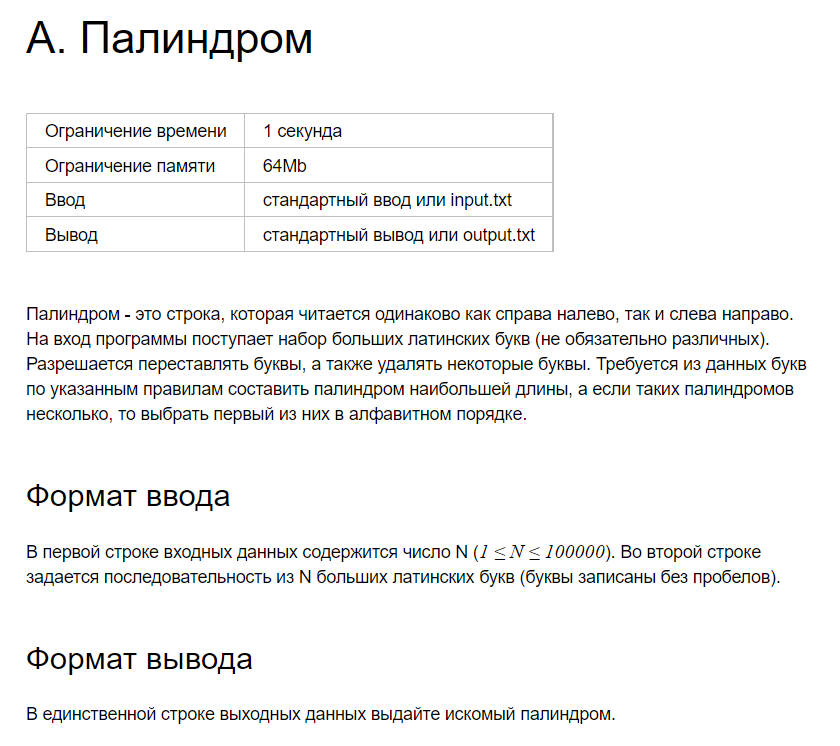 А. Палиндром
Ограничение времени 1 секунда
Ограничение памяти 64Mb
Ввод стандартный ввод или input.txt
Вывод стандартный вывод или output.txt
Палиндром - это строка, которая читается одинаково как справа налево, так и слева направо.
На вход программы поступает набор больших латинских букв (не обязательно различных).
Разрешается переставлять буквы, а также удалять некоторые буквы. Требуется из данных букв
по указанным правилам составить палиндром наибольшей длины, а если таких палиндромов
несколько, то выбрать первый из них в алфавитном порядке.
Формат ввода
В первой строке входных данных содержится число N (1 ≤ N ≤ 100000). Во второй строке
задается последовательность из N больших латинских букв (буквы записаны без пробелов).
Формат вывода
В единственной строке выходных данных выдайте искомый палиндром.